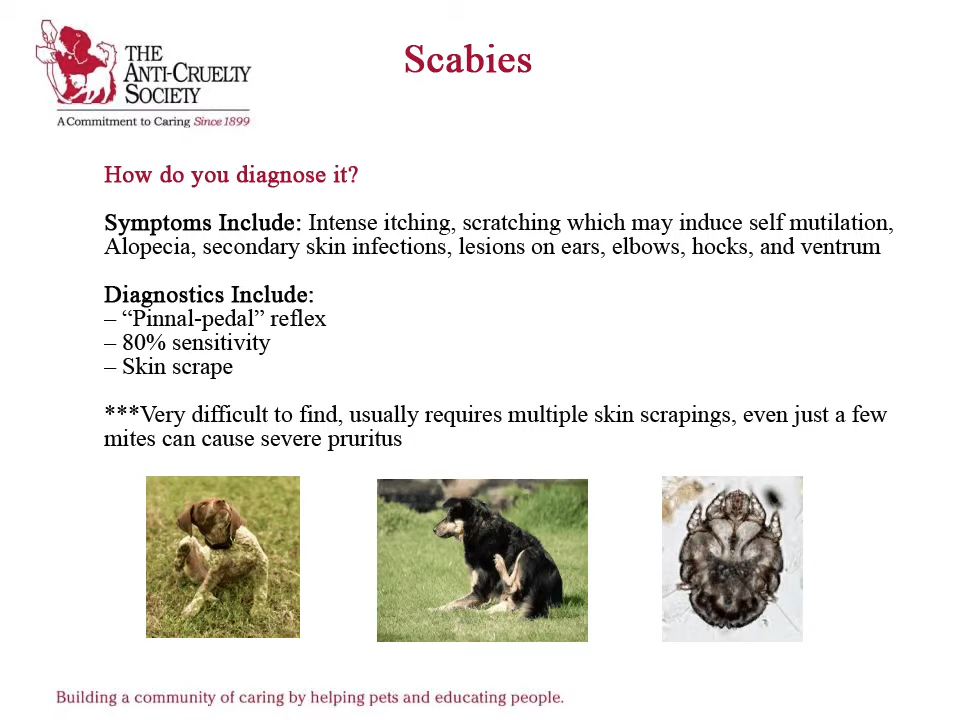 THE
ANTI-CRUELTY
SOCIETY
A Commitment to Caring Since 1899
Scabies
How do you diagnose it?
Symptoms Include: Intense itching, scratching which may induce self mutilation,
Alopecia, secondary skin infections, lesions on ears, elbows, hocks, and ventrum
Diagnostics Include:
– “Pinnal-pedal” reflex
– 80% sensitivity
– Skin scrape
***Very difficult to find, usually requires multiple skin scrapings, even just a few
mites can cause severe pruritus
Building a community of caring by helping pets and educating people.